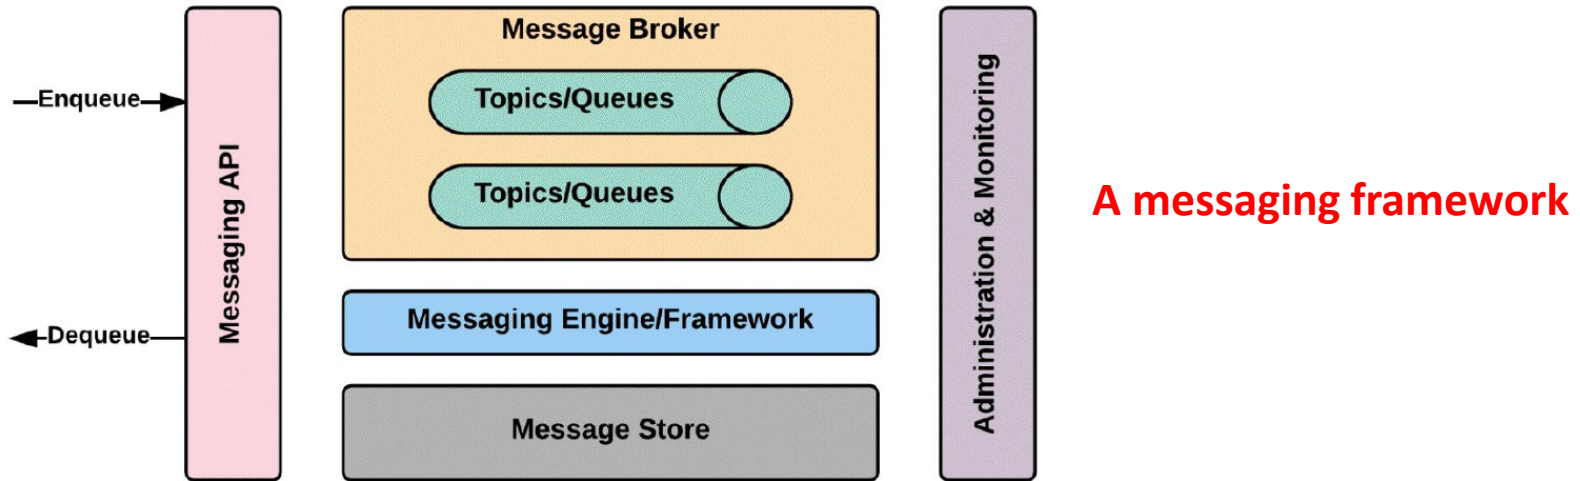 Enqueue
Dequeue
Messaging API
Message Broker
Topics/Queues
Topics/Queues
Messaging Engine/Framework
Message Store
Administration & Monitoring
A messaging framework